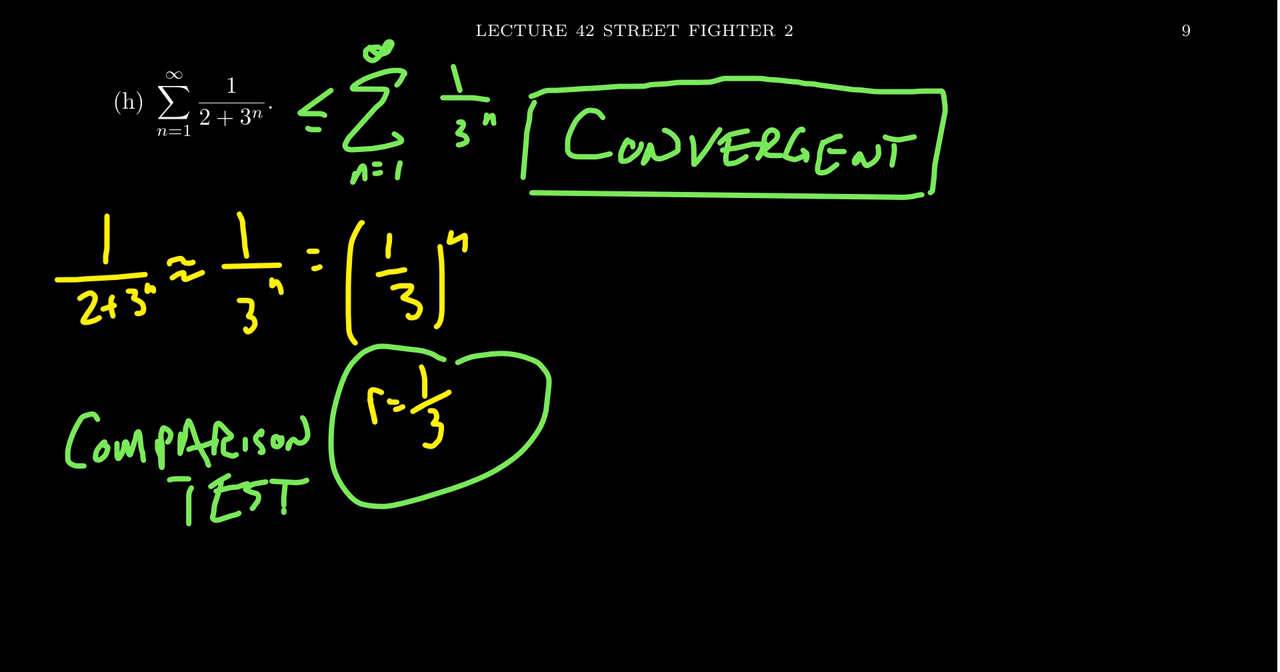 LECTURE 42 STREET FIGHTER 2 9
(h) ∑_{n=1}^{∞} 1/(2 + 3^n). ≤ ∑_{n=1}^{∞} 1/3^n CONVERGENT
1/(2+3^n) ≈ 1/3^n = (1/3)^n
r = 1/3
COMPARISON
TEST